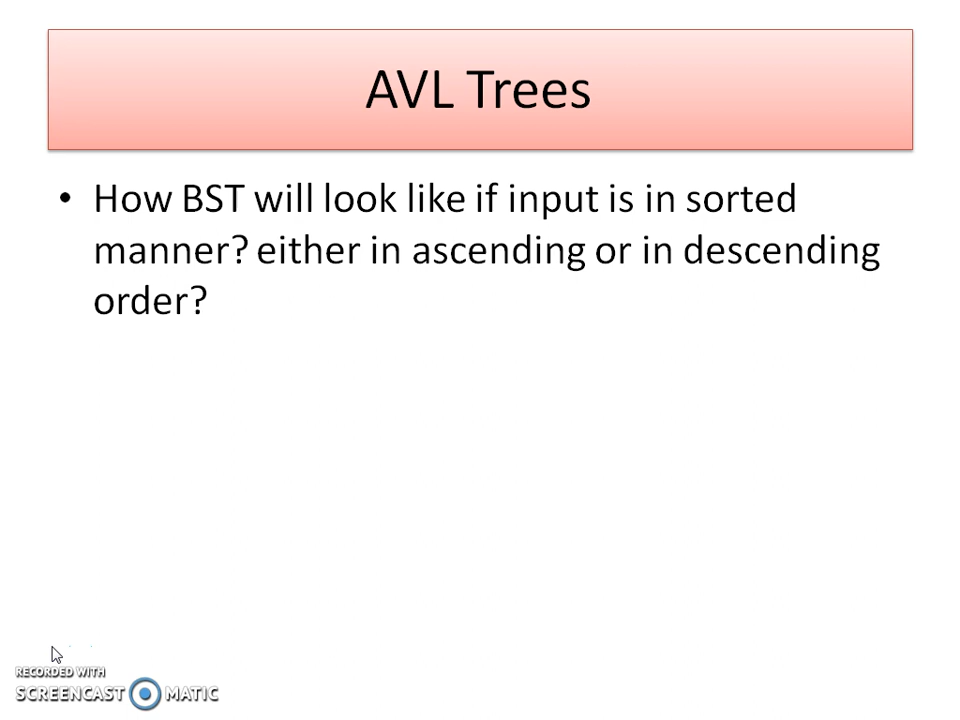 AVL Trees
• How BST will look like if input is in sorted
manner? either in ascending or in descending
order?
RECORDED WITH
SCREENCAST MATIC